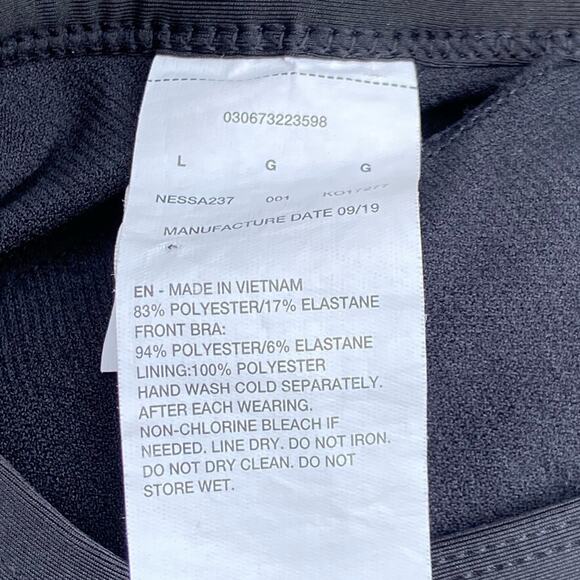 030673223598
L G G
NESSA237 001 KO17277
MANUFACTURE DATE 09/19
EN - MADE IN VIETNAM
83% POLYESTER/17% ELASTANE
FRONT BRA:
94% POLYESTER/6% ELASTANE
LINING:100% POLYESTER
HAND WASH COLD SEPARATELY.
AFTER EACH WEARING.
NON-CHLORINE BLEACH IF
NEEDED. LINE DRY. DO NOT IRON.
DO NOT DRY CLEAN. DO NOT
STORE WET.